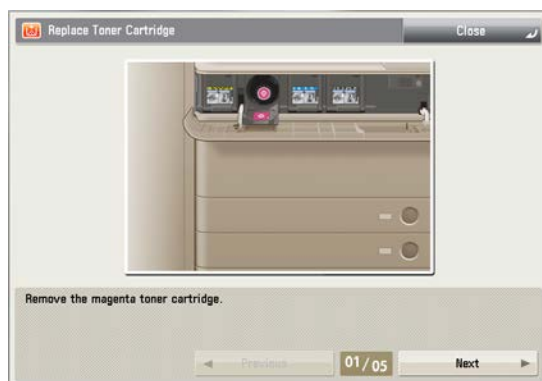 Replace Toner Cartridge
Close
Remove the magenta toner cartridge.
Previous
01/05
Next